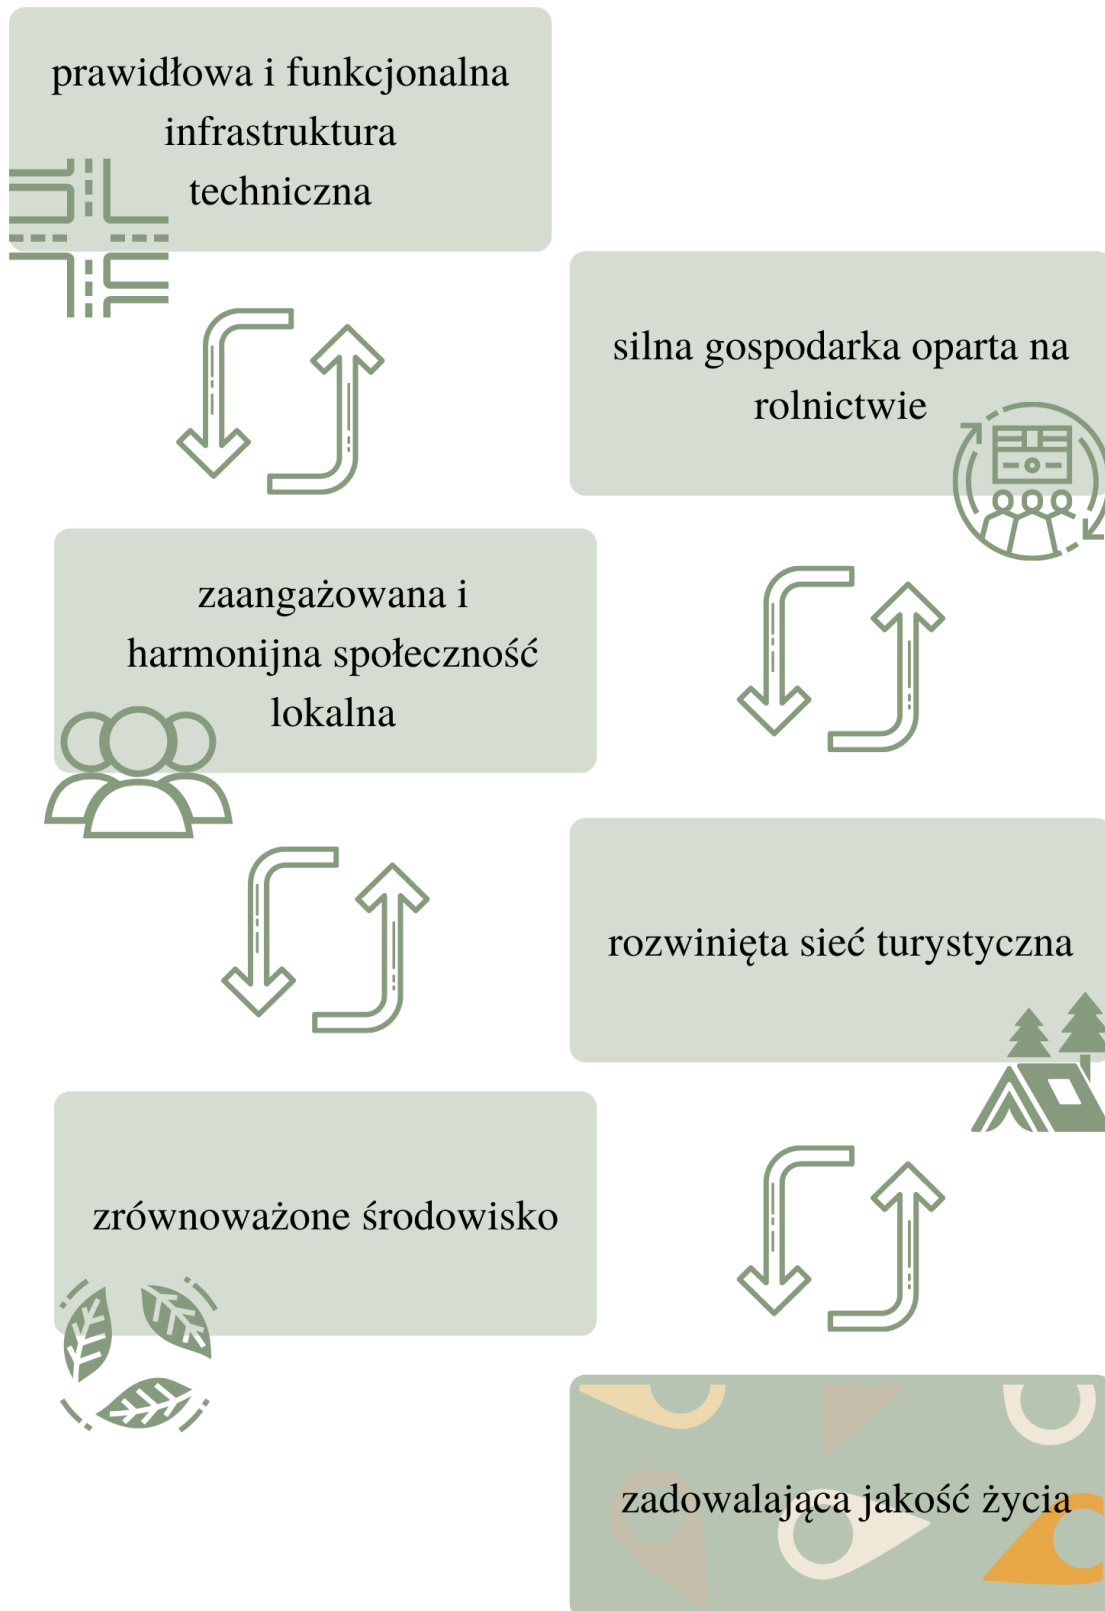 prawidłowa i funkcjonalna
infrastruktura
techniczna
silna gospodarka oparta na
rolnictwie
zaangażowana i
harmonijna społeczność
lokalna
rozwinięta sieć turystyczna
zrównoważone środowisko
zadowalająca jakość życia